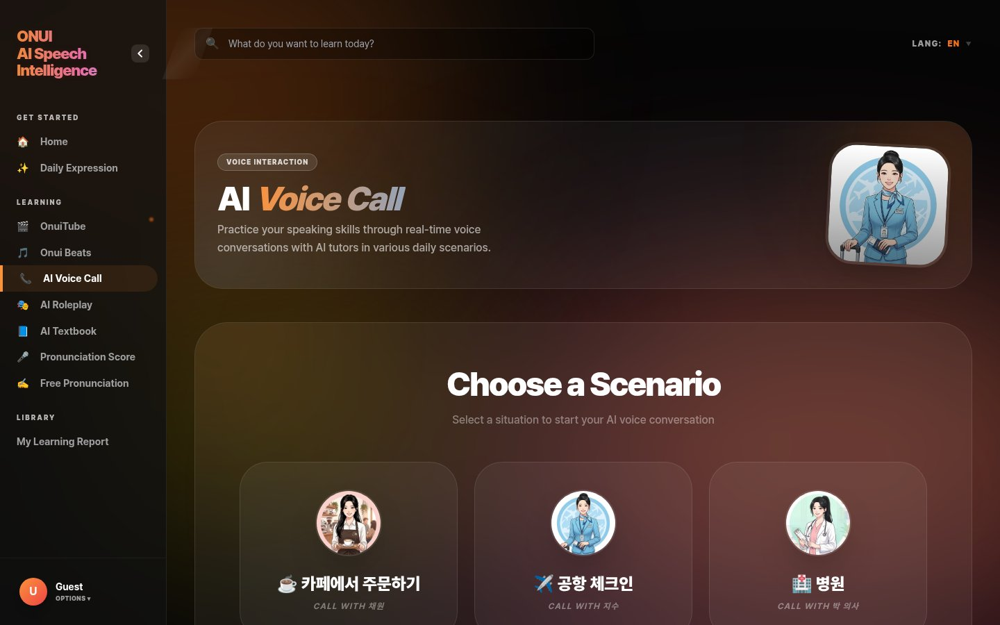 ONUI
AI Speech
Intelligence
What do you want to learn today?
LANG: EN ▼
GET STARTED
Home
Daily Expression
LEARNING
OnuiTube
Onui Beats
AI Voice Call
AI Roleplay
AI Textbook
Pronunciation Score
Free Pronunciation
LIBRARY
My Learning Report
U
Guest
OPTIONS ▾
VOICE INTERACTION
AI Voice Call
Practice your speaking skills through real-time voice
conversations with AI tutors in various daily scenarios.
Choose a Scenario
Select a situation to start your AI voice conversation
☕ 카페에서 주문하기
CALL WITH 채원
✈️ 공항 체크인
CALL WITH 지수
🏥 병원
CALL WITH 박 의사